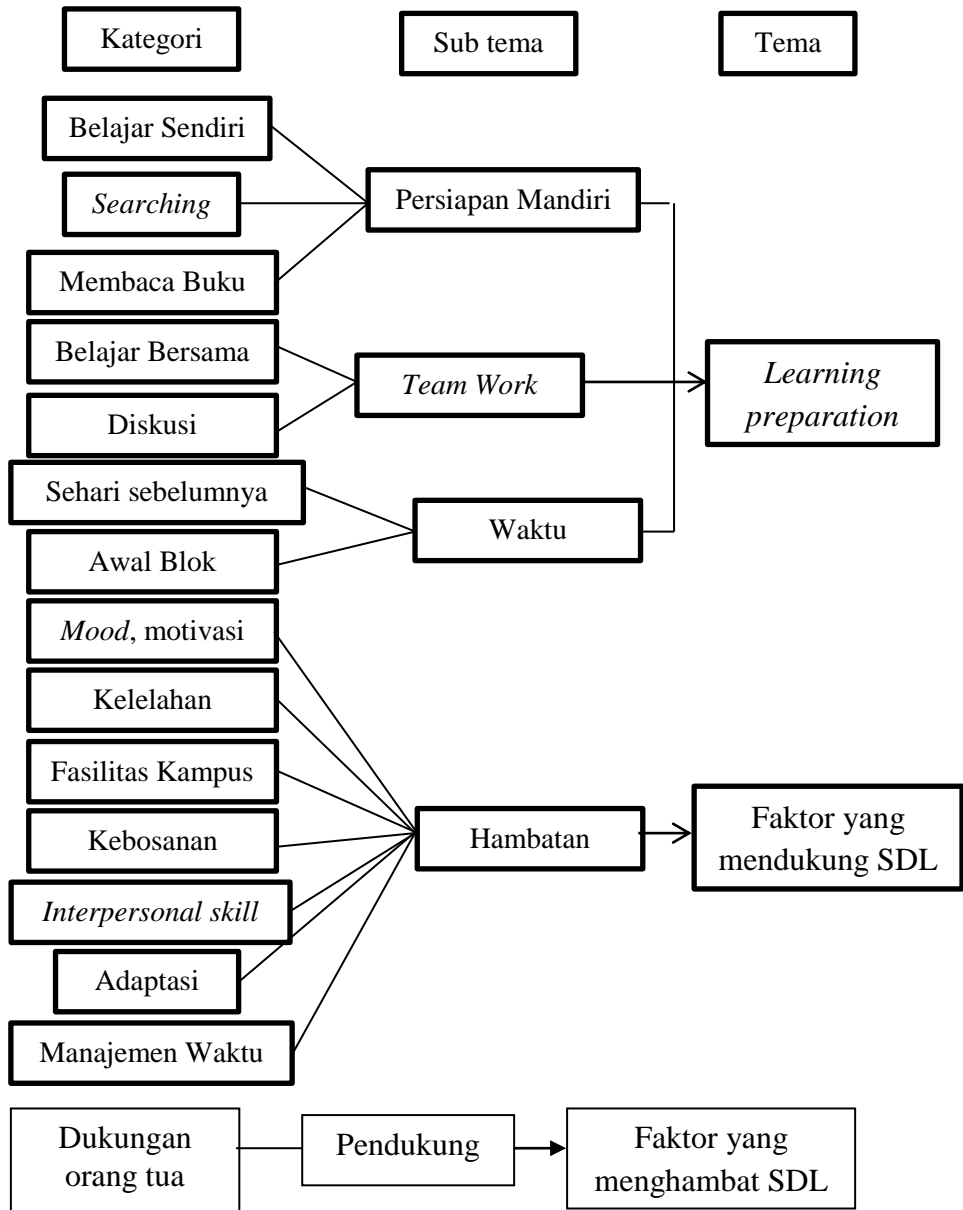 Kategori
Sub tema
Tema
Belajar Sendiri
Searching
Persiapan Mandiri
Membaca Buku
Belajar Bersama
Team Work
Learning
preparation
Diskusi
Sehari sebelumnya
Waktu
Awal Blok
Mood, motivasi
Kelelahan
Fasilitas Kampus
Kebosanan
Hambatan
Faktor yang
mendukung SDL
Interpersonal skill
Adaptasi
Manajemen Waktu
Dukungan
orang tua
Pendukung
Faktor yang
menghambat SDL